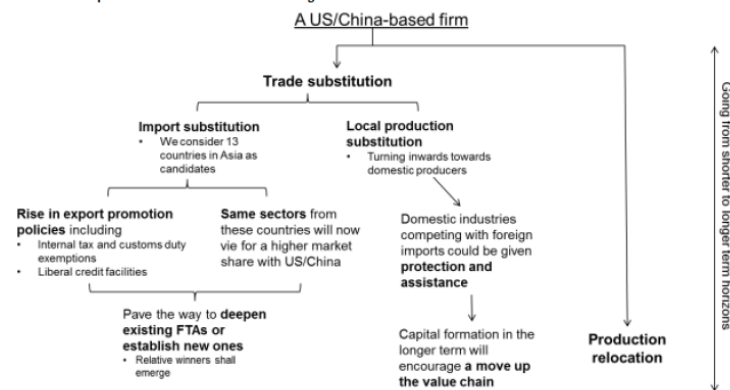 A US/China-based firm
Trade substitution
Import substitution
• We consider 13
countries in Asia as
candidates
Local production
substitution
• Turning inwards towards
domestic producers
Rise in export promotion
policies including
• Internal tax and customs duty
exemptions
• Liberal credit facilities
Same sectors from
these countries will now
vie for a higher market
share with US/China
Domestic industries
competing with foreign
imports could be given
protection and
assistance
Pave the way to deepen
existing FTAs or
establish new ones
• Relative winners shall
emerge
Capital formation in the
longer term will
encourage a move up
the value chain
Production
relocation
Going from shorter to longer term horizons